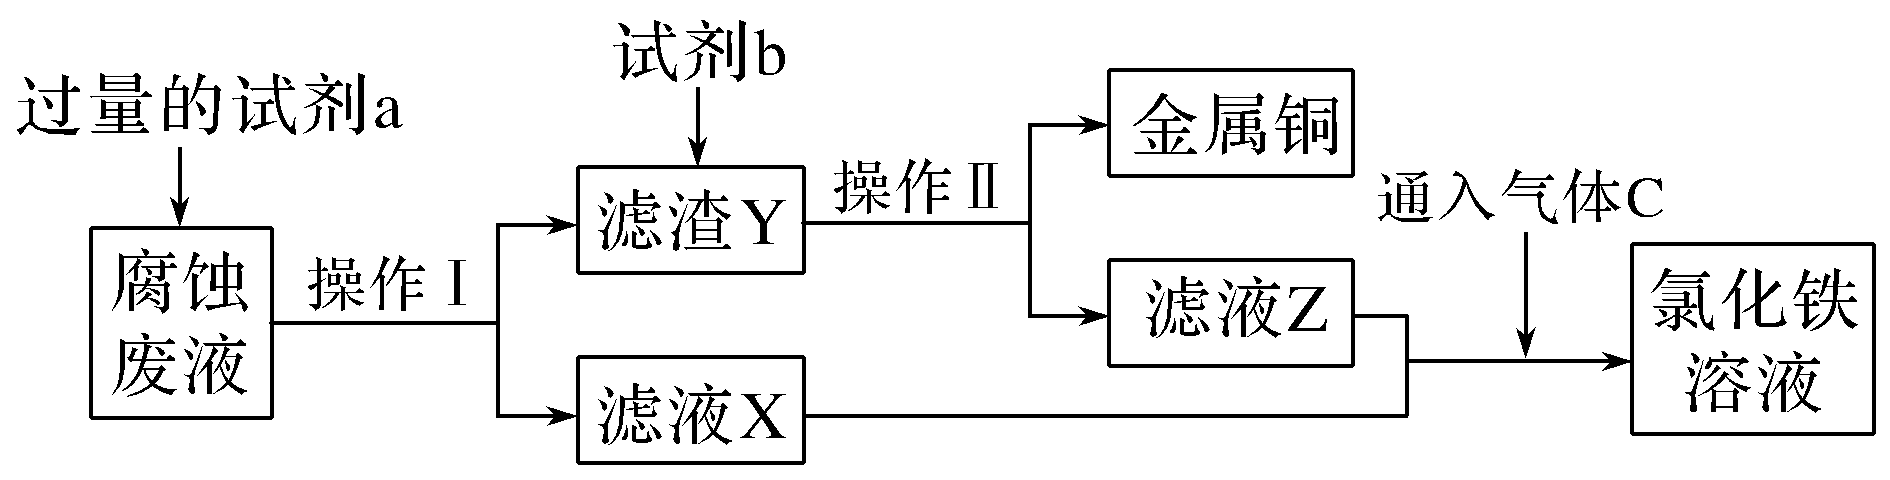 过量的试剂a
试剂b
腐蚀
废液
操作Ⅰ
滤渣Y
滤液X
操作Ⅱ
金属铜
滤液Z
通入气体C
氯化铁
溶液